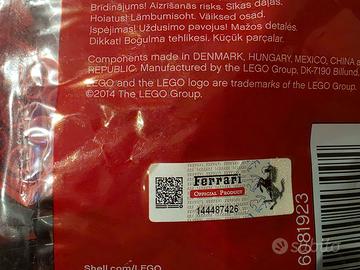 Brīdinājums! Aizrīšanās risks. Sīkas daļas.
Hoiatus! Lämbumisoht. Väiksed osad.
Įspėjimas! Uždusimo pavojus! Mažos detalės.
Dikkat! Boğulma tehlikesi. Küçük parçalar.
Components made in DENMARK, HUNGARY, MEXICO, CHINA
REPUBLIC. Manufactured by the LEGO Group, DK-7190 Billund
LEGO and the LEGO logo are trademarks of the LEGO Group.
©2014 The LEGO Group.
Ferrari
OFFICIAL PRODUCT
144487426
6081923
Shell.com/LEGO
subito